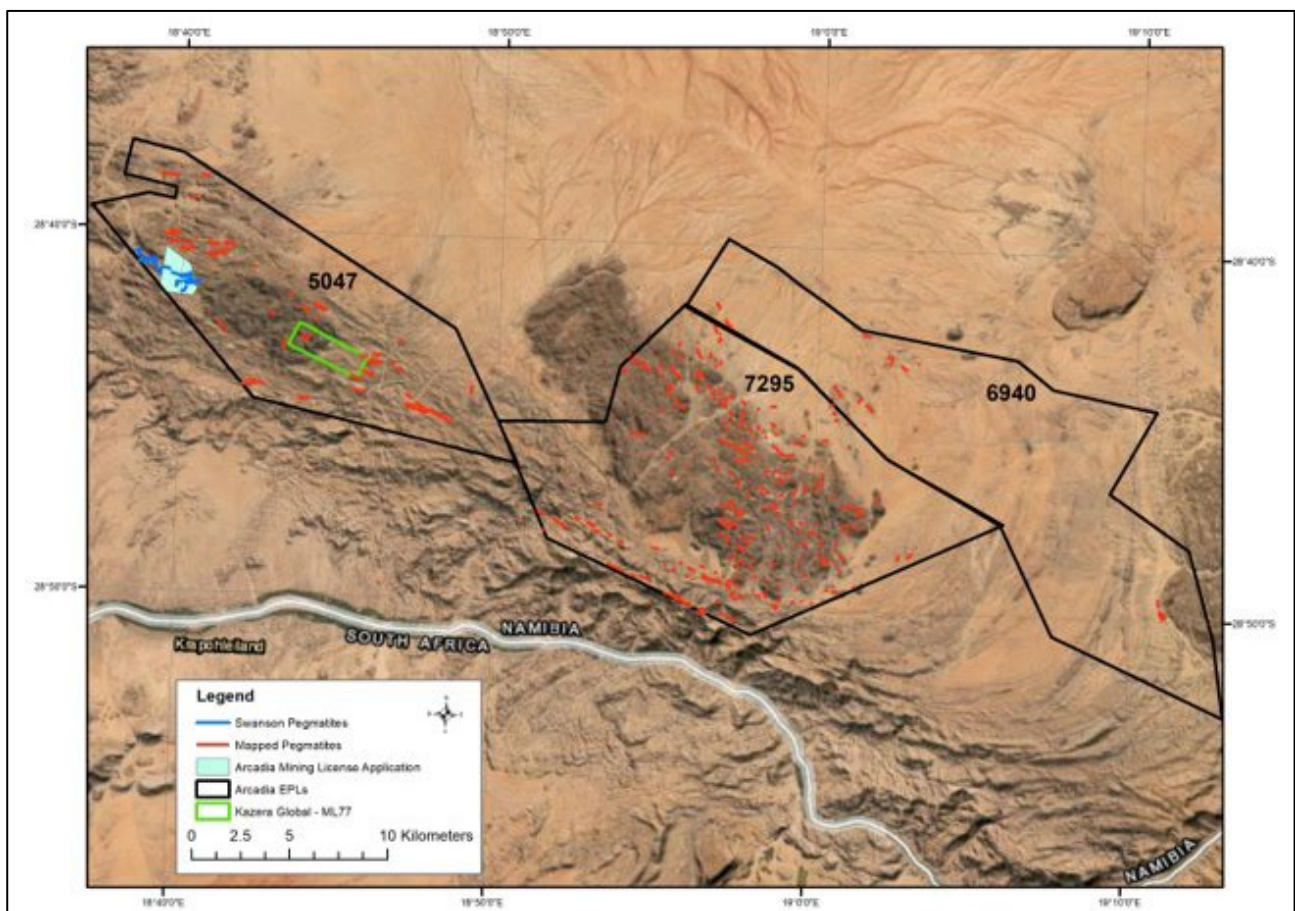 18°40'0"E 18°50'0"E 19°0'0"E 19°10'0"E
28°40'0"S
28°40'0"S
5047
7295
6940
28°50'0"S
28°50'0"S
NAMIBIA
SOUTH AFRICA
NAMIBIA
Legend
Swanson Pegmatites
Mapped Pegmatites
Arcadia Mining License Application
Arcadia EPLs
Kazera Global - ML77
0 2.5 5 10 Kilometers
18°40'0"E 18°50'0"E 19°0'0"E 19°10'0"E